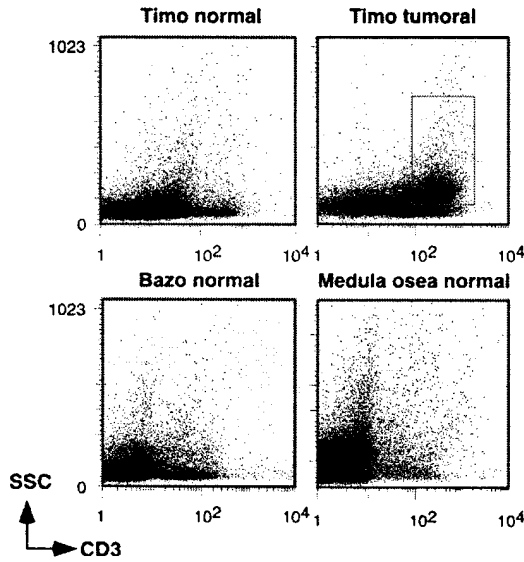 Timo normal
Timo tumoral
1023
0
1
10²
10⁴
1
10²
10⁴
Bazo normal
Medula osea normal
1023
0
1
10²
10⁴
1
10²
10⁴
SSC
CD3